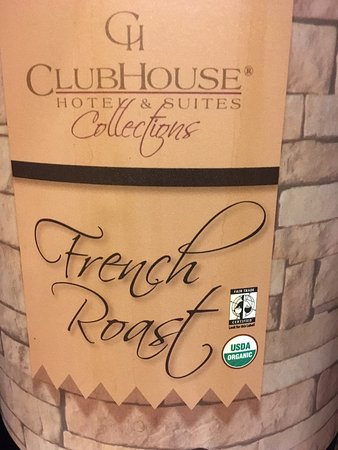 CH
CLUBHOUSE®
HOTEL & SUITES
Collections
French
Roast
FAIR TRADE
CERTIFIED
USDA
ORGANIC